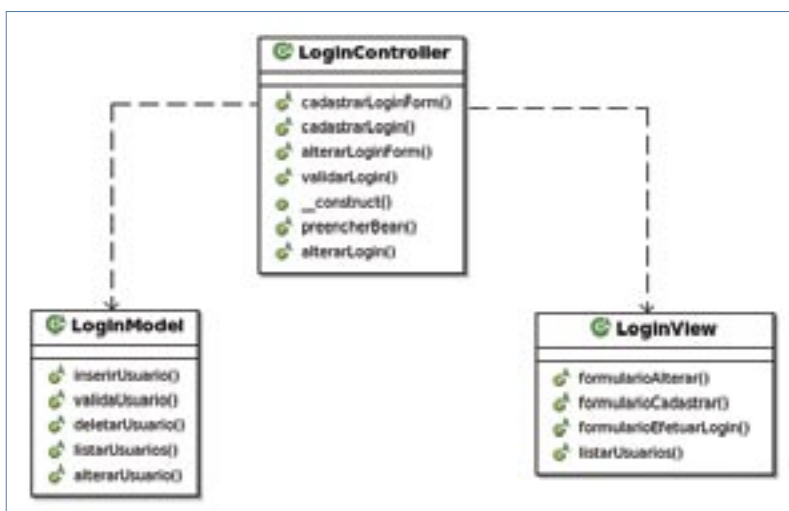 LoginController
cadastrarLoginForm()
cadastrarLogin()
alterarLoginForm()
validarLogin()
__construct()
preencherBean()
alterarLogin()
LoginModel
inserirUsuario()
validaUsuario()
deletarUsuario()
listarUsuarios()
alterarUsuario()
LoginView
formularioAlterar()
formularioCadastrar()
formularioEfetuarLogin()
listarUsuarios()